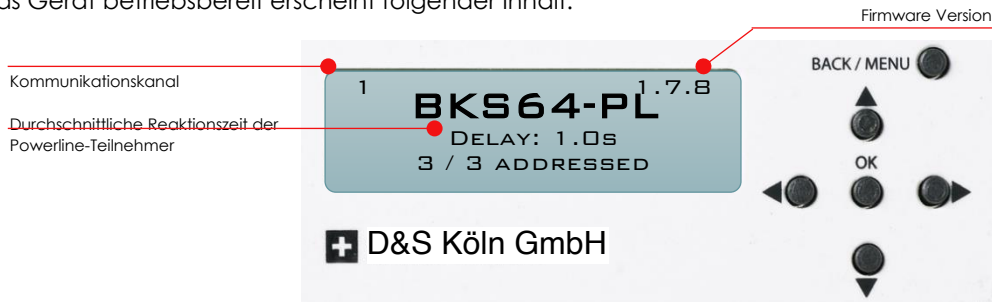 as Gerät betriebsbereit erscheint folgender Inhalt:
Firmware Version
Kommunikationskanal
Durchschnittliche Reaktionszeit der
Powerline-Teilnehmer
1
1.7.8
BKS64-PL
DELAY: 1.0s
3 / 3 ADDRESSED
D&S Köln GmbH
BACK / MENU
OK